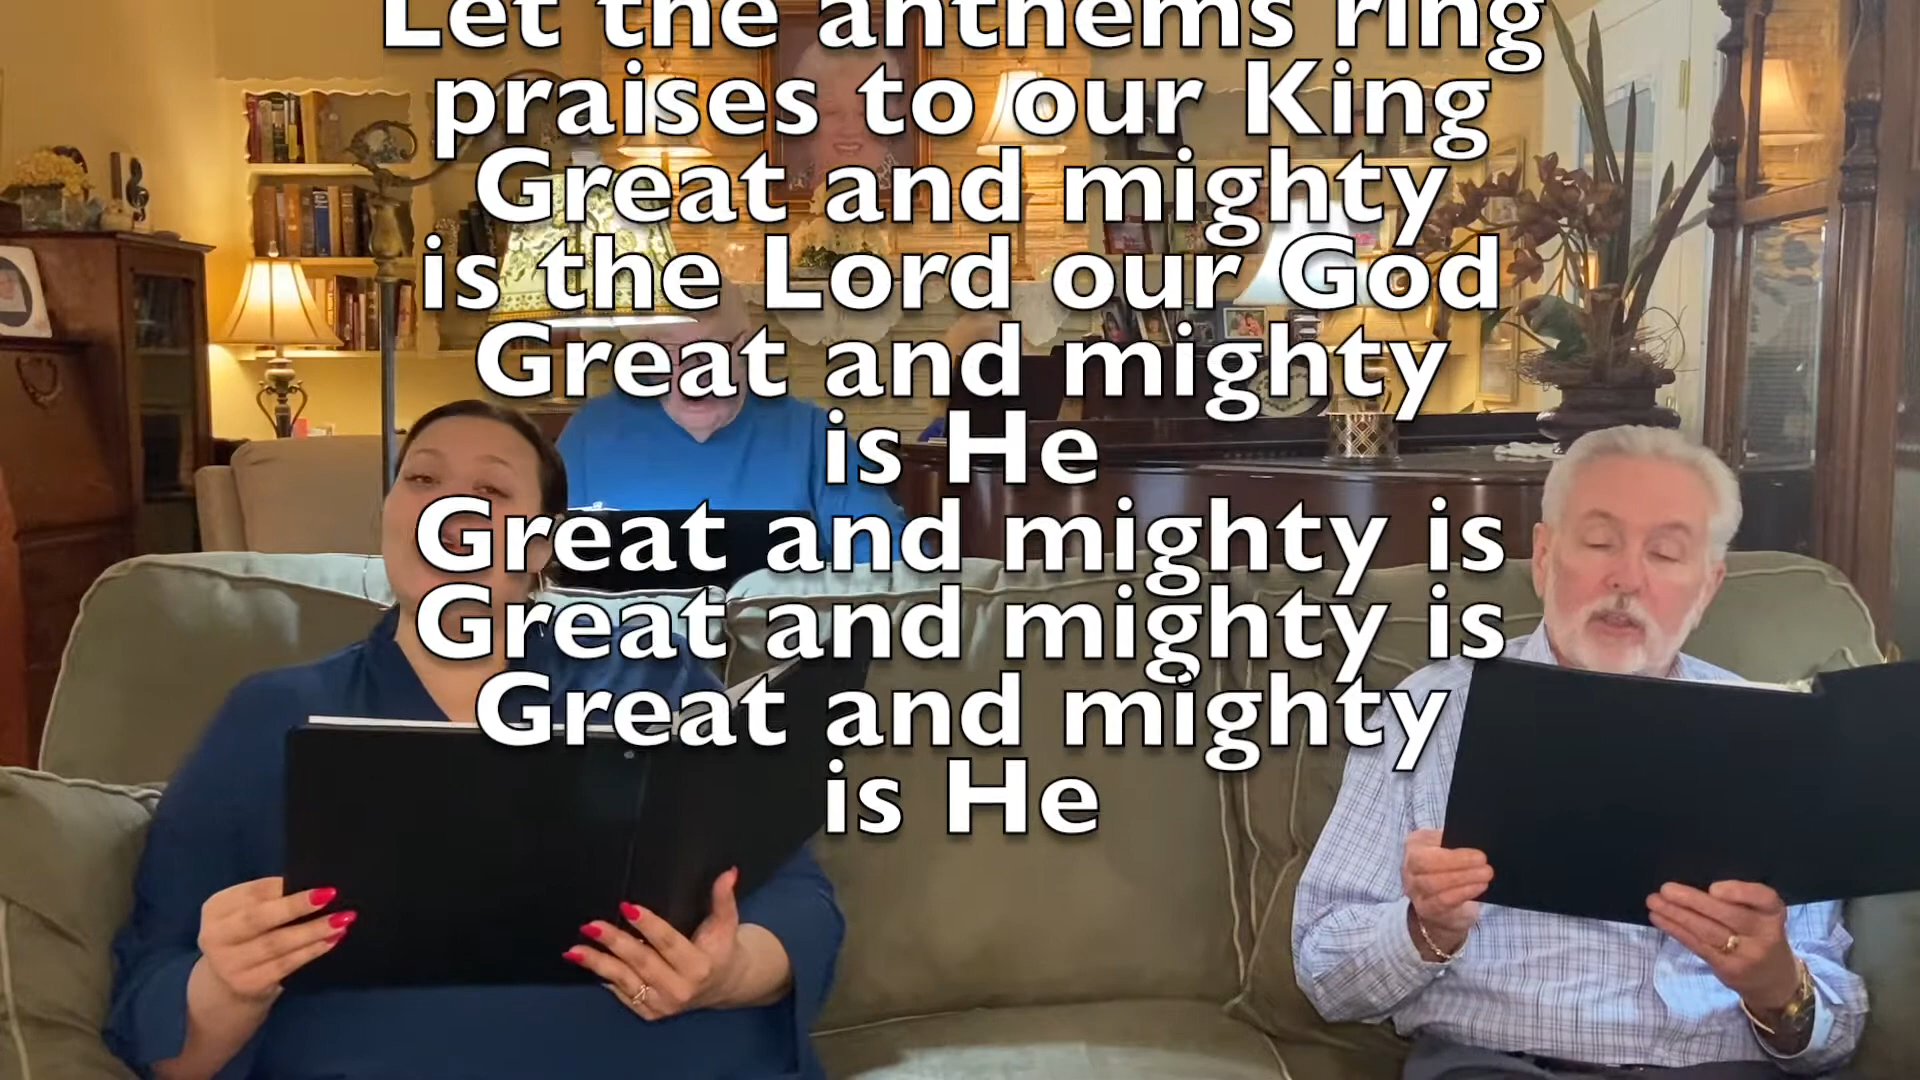 Let the anthems ring
praises to our King
Great and mighty
is the Lord our God
Great and mighty
is He
Great and mighty is
Great and mighty is
Great and mighty
is He